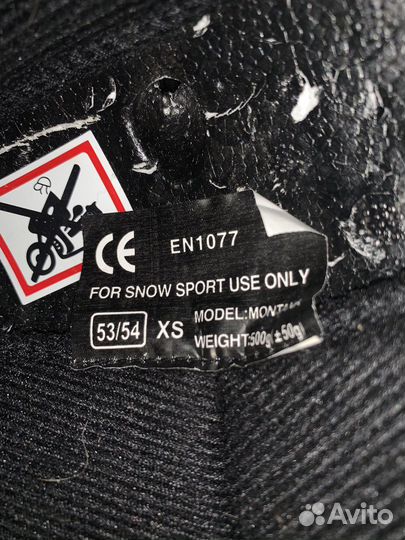 CE
EN1077
FOR SNOW SPORT USE ONLY
53/54 XS MODEL:
WEIGHT:500g(±50g)
Avito